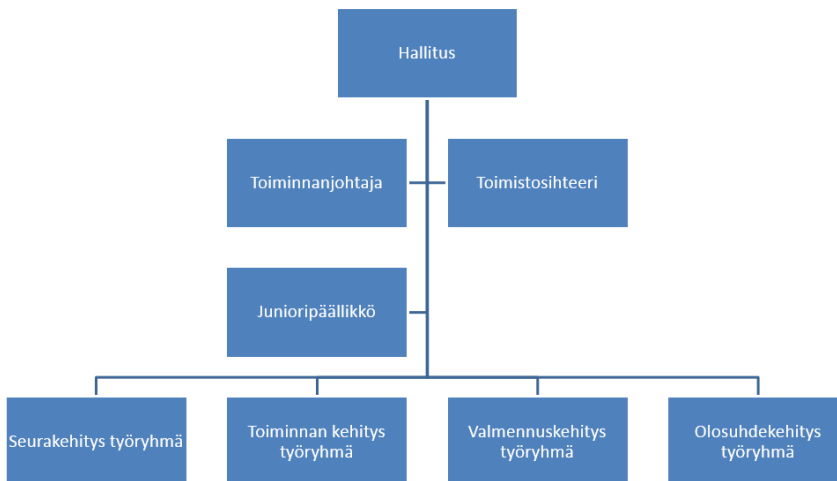 Hallitus
Toiminnanjohtaja
Toimistosihteeri
Junioripäällikkö
Seurakehitys työryhmä
Toiminnan kehitys
työryhmä
Valmennuskehitys
työryhmä
Olosuhdekehitys
työryhmä